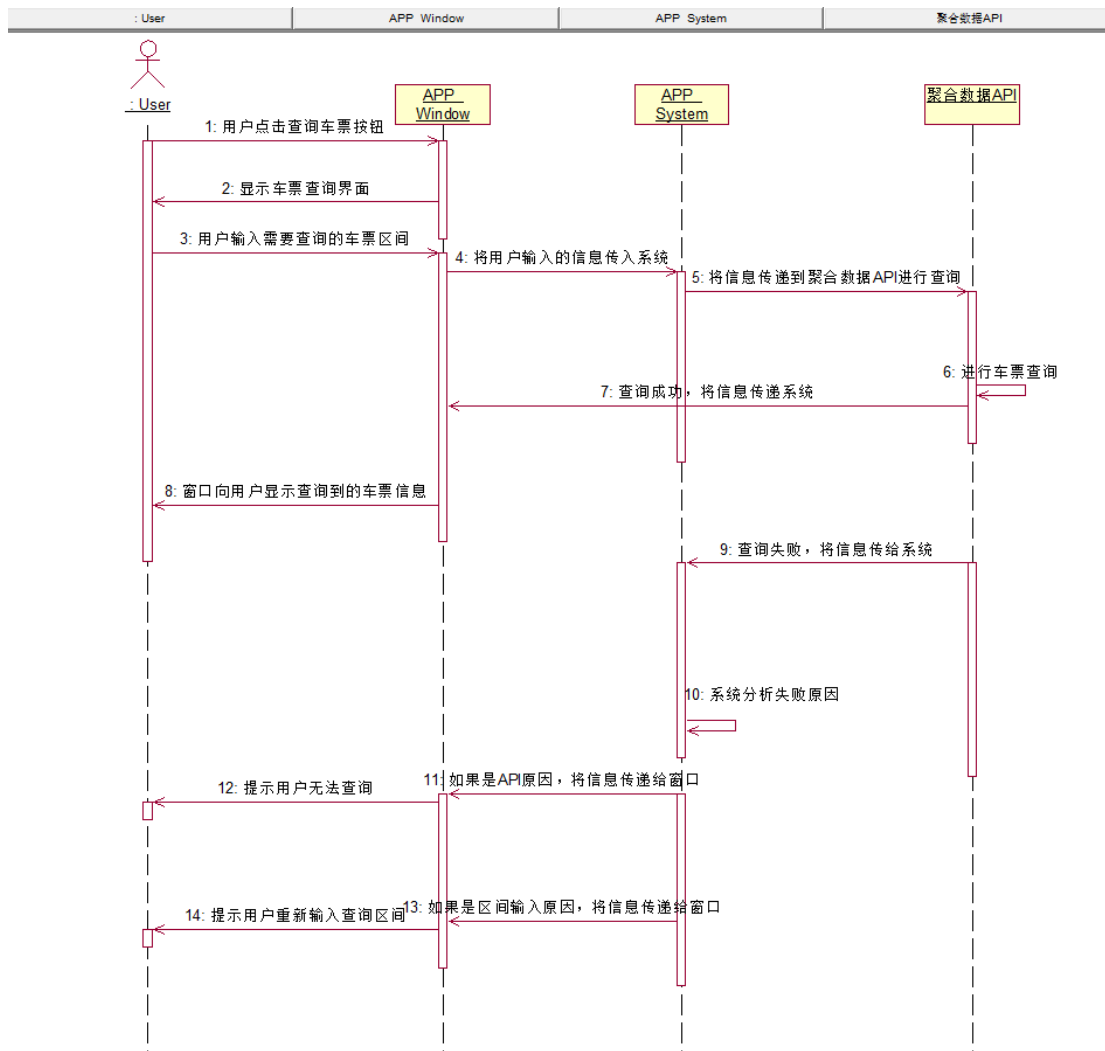 : User
APP Window
APP System
聚合数据API
: User
APP
Window
APP
System
聚合数据API
1: 用户点击查询车票按钮
2: 显示车票查询界面
3: 用户输入需要查询的车票区间
4: 将用户输入的信息传入系统
5: 将信息传递到聚合数据API进行查询
6: 进行车票查询
7: 查询成功，将信息传递系统
8: 窗口向用户显示查询到的车票信息
9: 查询失败，将信息传给系统
10: 系统分析失败原因
11: 如果是API原因，将信息传递给窗口
12: 提示用户无法查询
13: 如果是区间输入原因，将信息传递给窗口
14: 提示用户重新输入查询区间